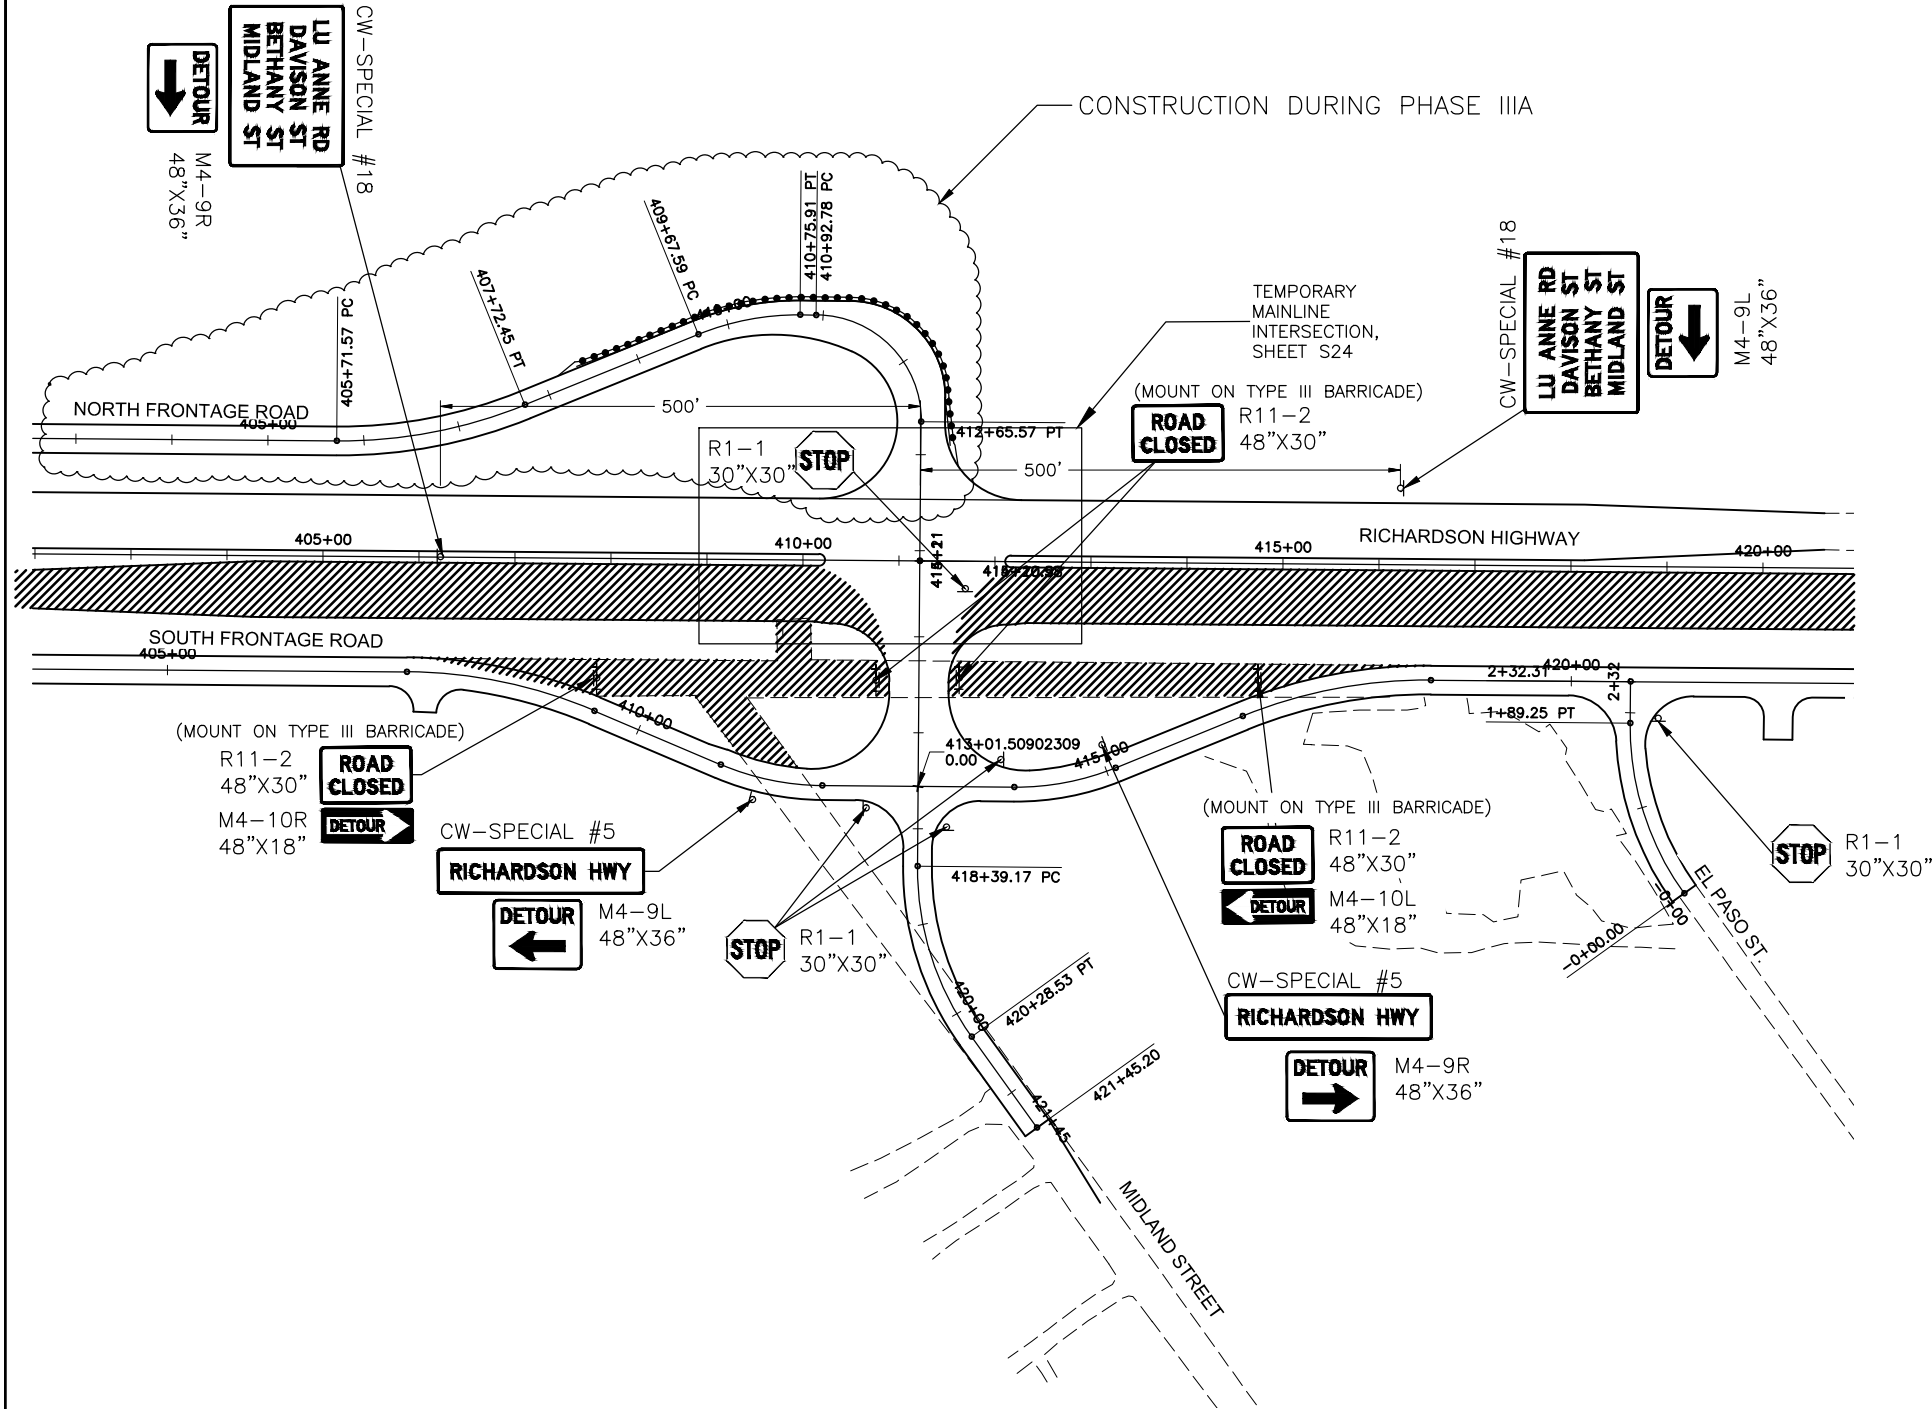 CW-SPECIAL #18
LU ANNE RD
DAVISON ST
BETHANY ST
MIDLAND ST
DETOUR
M4-9R
48"X36"
CONSTRUCTION DURING PHASE IIIA
405+71.57 PC
407+72.45 PT
409+67.59 PC
410+75.91 PT
410+92.78 PC
NORTH FRONTAGE ROAD
405+00
500'
TEMPORARY
MAINLINE
INTERSECTION,
SHEET S24
CW-SPECIAL #18
LU ANNE RD
DAVISON ST
BETHANY ST
MIDLAND ST
DETOUR
M4-9L
48"X36"
(MOUNT ON TYPE III BARRICADE)
ROAD
CLOSED
R11-2
48"X30"
412+65.57 PT
R1-1
30"X30"
STOP
500'
405+00
410+00
415+00
RICHARDSON HIGHWAY
420+00
SOUTH FRONTAGE ROAD
405+00
410+00
(MOUNT ON TYPE III BARRICADE)
R11-2
48"X30"
ROAD
CLOSED
M4-10R
48"X18"
DETOUR
CW-SPECIAL #5
RICHARDSON HWY
DETOUR
M4-9L
48"X36"
413+01.50902309
0.00
415+00
2+32.31
420+00
2+32
1+89.25 PT
STOP
R1-1
30"X30"
418+39.17 PC
(MOUNT ON TYPE III BARRICADE)
ROAD
CLOSED
R11-2
48"X30"
DETOUR
M4-10L
48"X18"
STOP
R1-1
30"X30"
EL PASO ST.
-0+00
-0+00.00
CW-SPECIAL #5
RICHARDSON HWY
DETOUR
M4-9R
48"X36"
420+00
420+28.53 PT
421+45.20
421+45
MIDLAND STREET